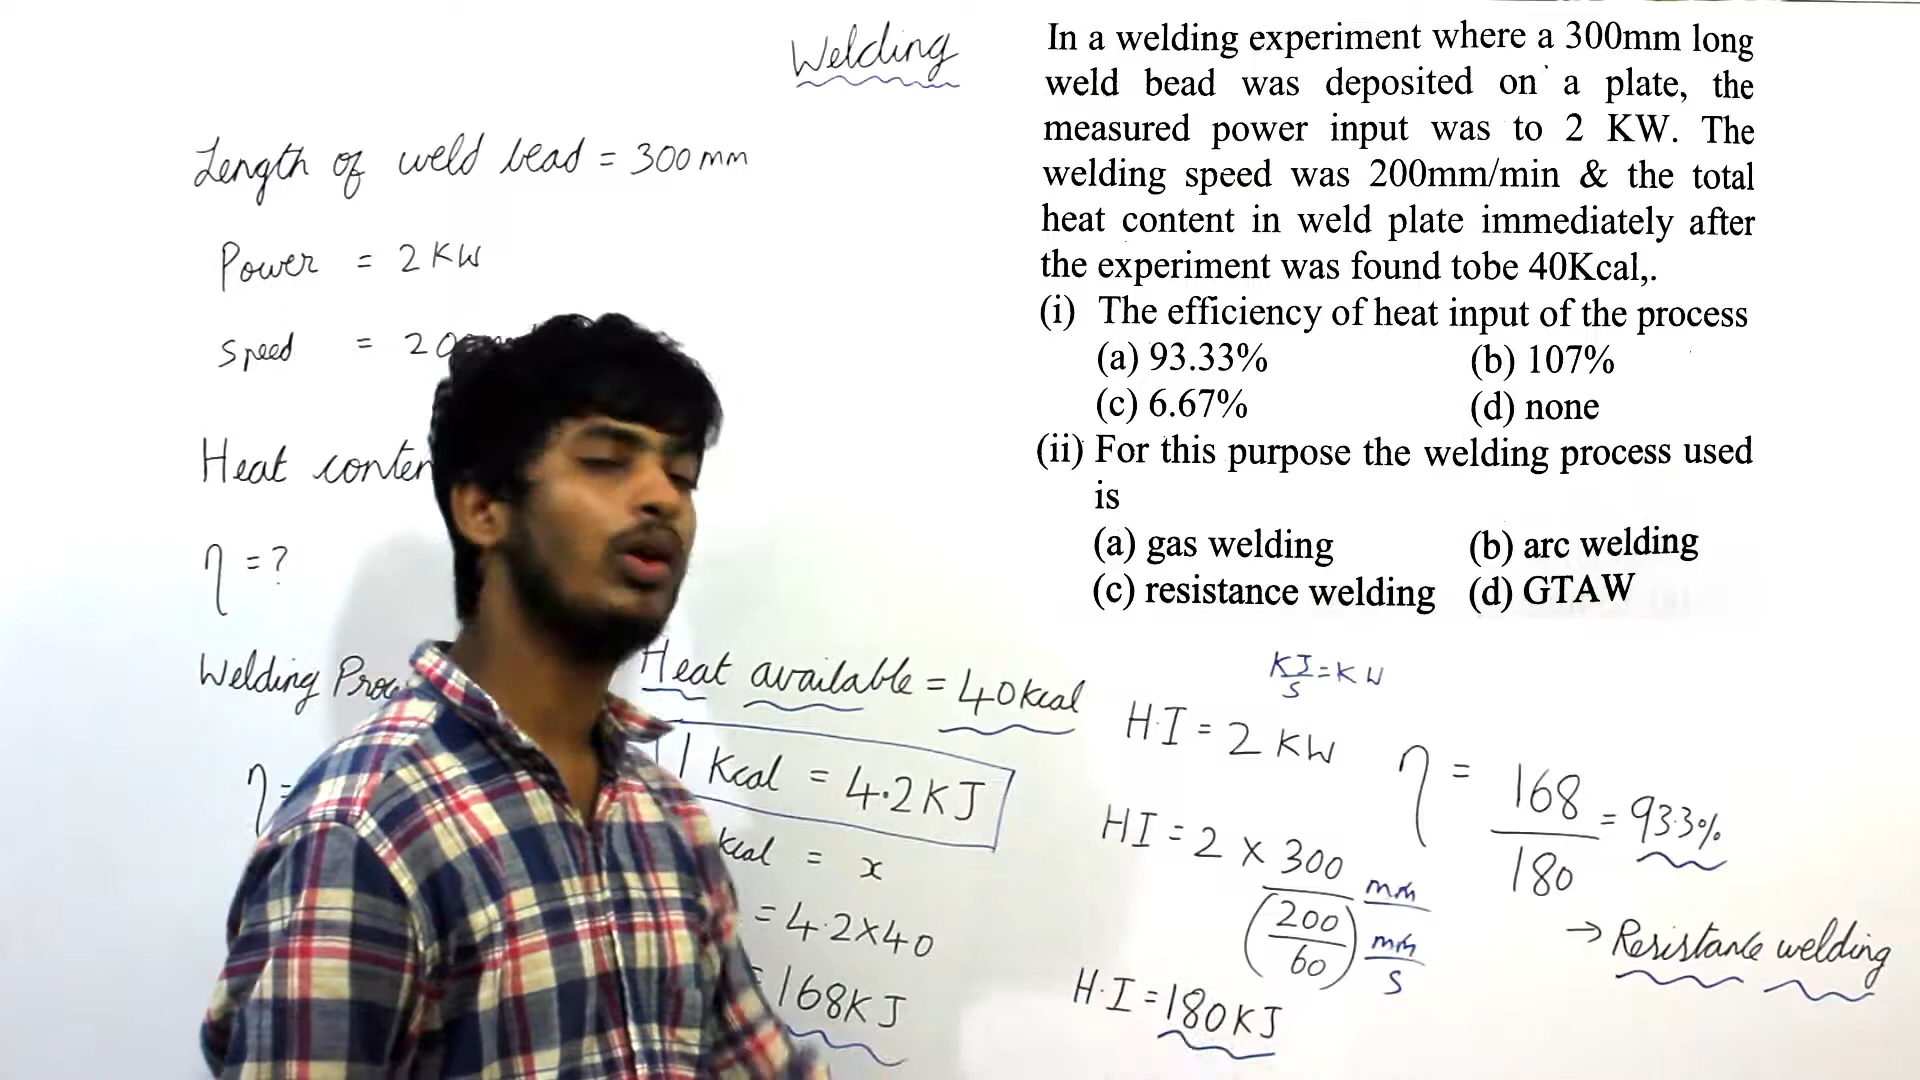 Welding
In a welding experiment where a 300mm long
weld bead was deposited on a plate, the
measured power input was to 2 KW. The
welding speed was 200mm/min & the total
heat content in weld plate immediately after
the experiment was found tobe 40Kcal,.
(i) The efficiency of heat input of the process
(a) 93.33% (b) 107%
(c) 6.67% (d) none
(ii) For this purpose the welding process used
is
(a) gas welding (b) arc welding
(c) resistance welding (d) GTAW
Length of weld bead = 300 mm
Power = 2 KW
Speed = 20
Heat conten
η = ?
Welding Proc
η =
Heat available = 40 kcal
1 Kcal = 4.2 KJ
kcal = x
= 4.2 × 40
= 168 KJ
KJ/S = KW
H.I = 2 KW
HI = 2 × 300 mm / (200/60) mm/S
H.I = 180 KJ
η = 168/180 = 93.3%
→ Resistance welding